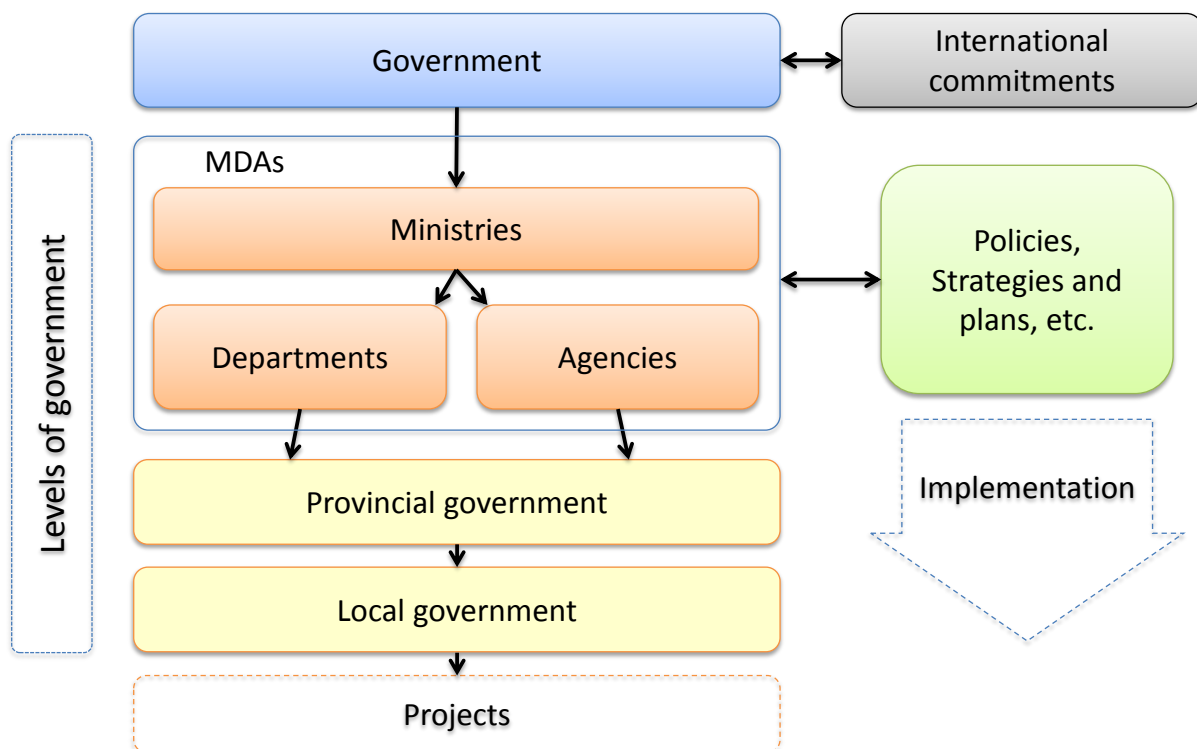 Government
International
commitments
Levels of government
MDAs
Ministries
Departments
Agencies
Policies,
Strategies and
plans, etc.
Provincial government
Implementation
Local government
Projects